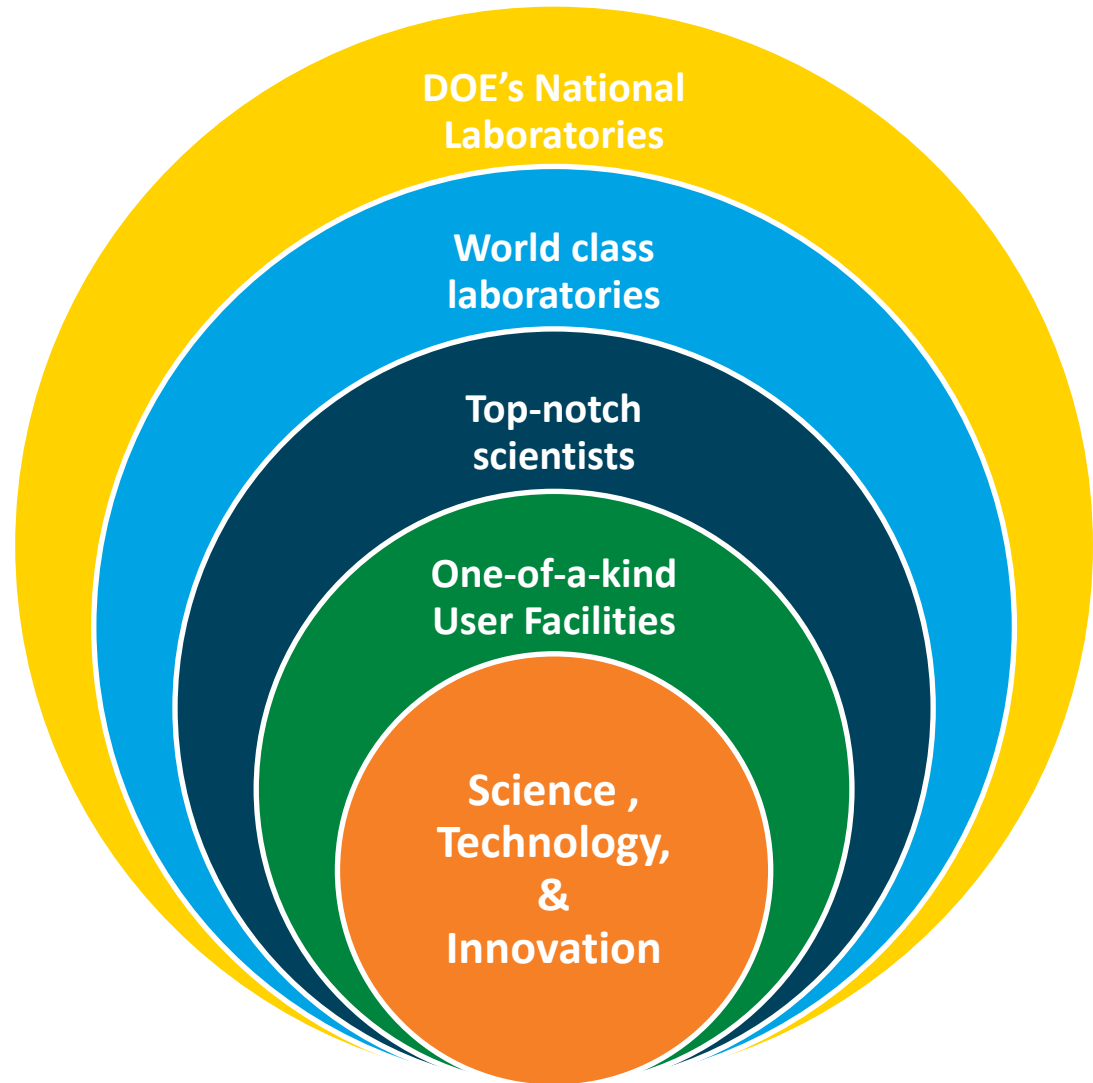 DOE’s National
Laboratories
World class
laboratories
Top-notch
scientists
One-of-a-kind
User Facilities
Science ,
Technology,
&
Innovation